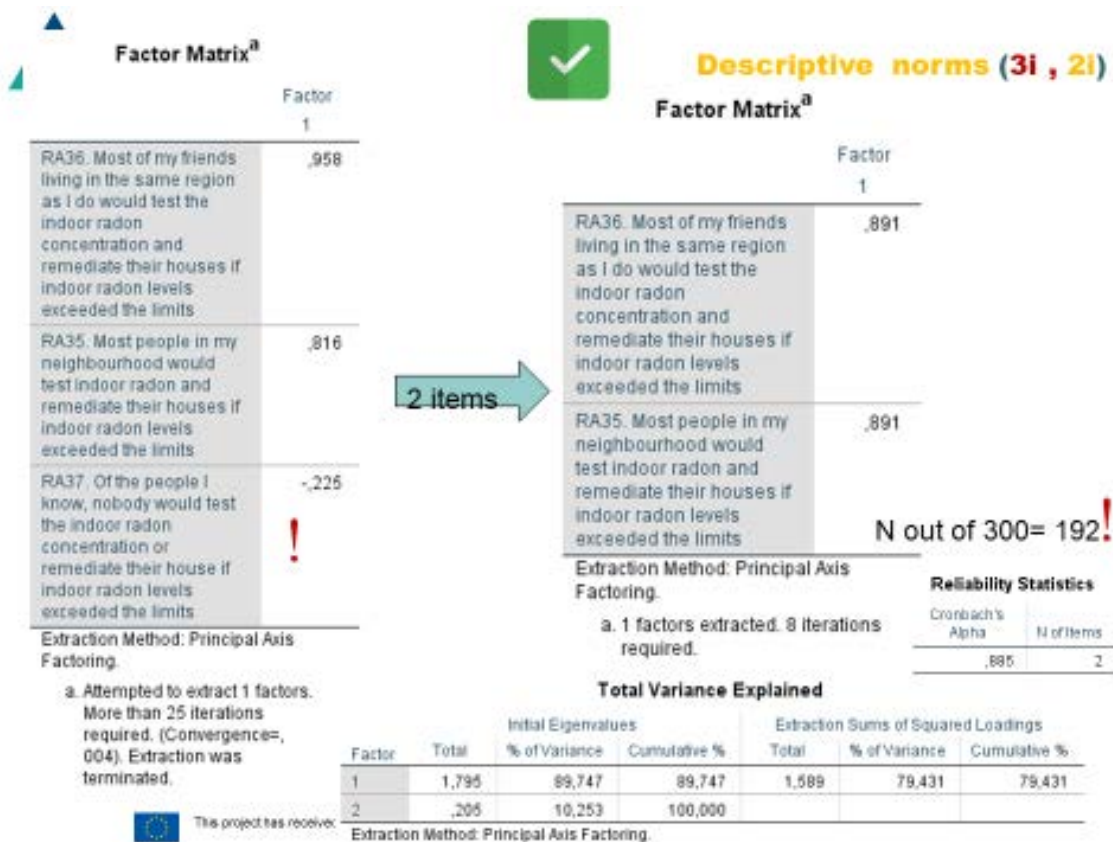 Descriptive norms (3i , 2i)
Factor Matrixa
Factor
1
RA36. Most of my friends
living in the same region
as I do would test the
indoor radon
concentration and
remediate their houses if
indoor radon levels
exceeded the limits
,958
RA35. Most people in my
neighbourhood would
test indoor radon and
remediate their houses if
indoor radon levels
exceeded the limits
,816
RA37. Of the people I
know, nobody would test
the indoor radon
concentration or
remediate their house if
indoor radon levels
exceeded the limits
-,225
!
Extraction Method: Principal Axis
Factoring.
a. Attempted to extract 1 factors.
More than 25 iterations
required. (Convergence=,
004). Extraction was
terminated.
2 items
Factor Matrixa
Factor
1
RA36. Most of my friends
living in the same region
as I do would test the
indoor radon
concentration and
remediate their houses if
indoor radon levels
exceeded the limits
,891
RA35. Most people in my
neighbourhood would
test indoor radon and
remediate their houses if
indoor radon levels
exceeded the limits
,891
Extraction Method: Principal Axis
Factoring.
a. 1 factors extracted. 8 iterations
required.
N out of 300= 192!
Reliability Statistics
Cronbach's
Alpha N of Items
,885 2
Total Variance Explained
Initial Eigenvalues Extraction Sums of Squared Loadings
Factor Total % of Variance Cumulative % Total % of Variance Cumulative %
1 1,795 89,747 89,747 1,589 79,431 79,431
2 ,205 10,253 100,000
Extraction Method: Principal Axis Factoring.
This project has receive